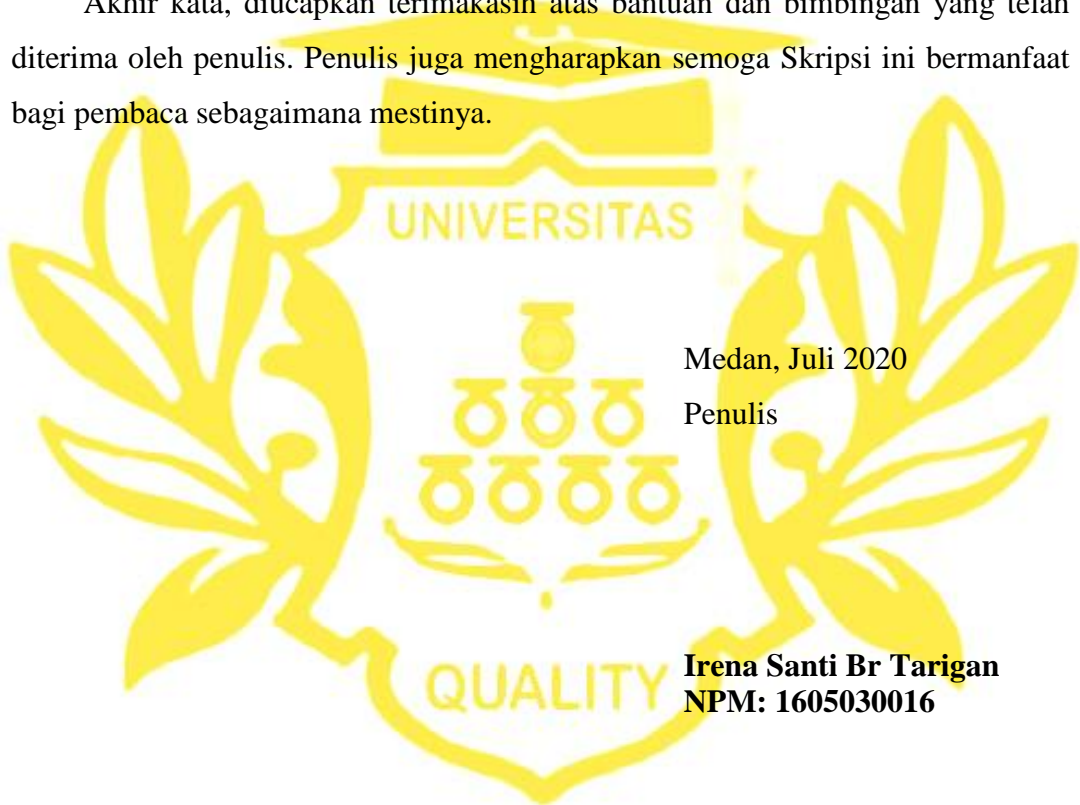 Akhir kata, diucapkan terimakasih atas bantuan dan bimbingan yang telah
diterima oleh penulis. Penulis juga mengharapkan semoga Skripsi ini bermanfaat
bagi pembaca sebagaimana mestinya.
UNIVERSITAS
Medan, Juli 2020
Penulis
Irena Santi Br Tarigan
QUALITY
NPM: 1605030016